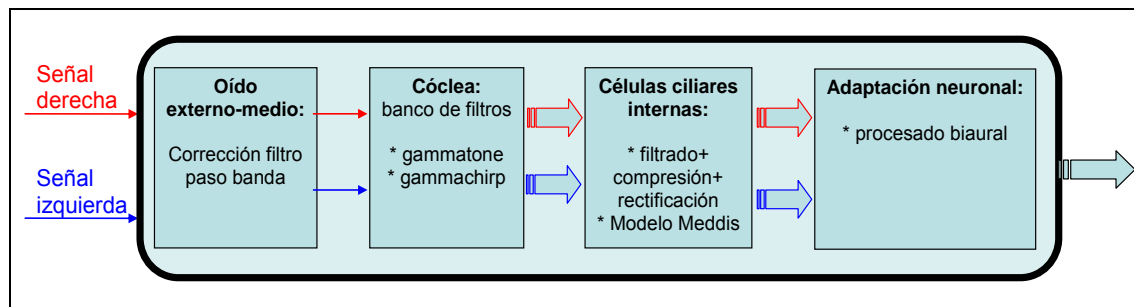 Señal
derecha
Señal
izquierda
Oído
externo-medio:
Corrección filtro
paso banda
Cóclea:
banco de filtros
* gammatone
* gammachirp
Células ciliares
internas:
* filtrado+
compresión+
rectificación
* Modelo Meddis
Adaptación neuronal:
* procesado biaural